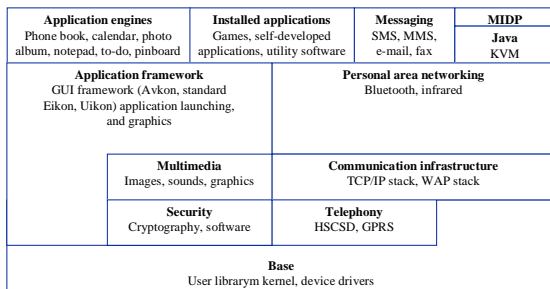 Application engines
Phone book, calendar, photo
album, notepad, to-do, pinboard
Installed applications
Games, self-developed
applications, utility software
Messaging
SMS, MMS,
e-mail, fax
MIDP
Java
KVM
Application framework
GUI framework (Avkon, standard
Eikon, Uikon) application launching,
and graphics
Personal area networking
Bluetooth, infrared
Multimedia
Images, sounds, graphics
Communication infrastructure
TCP/IP stack, WAP stack
Security
Cryptography, software
Telephony
HSCSD, GPRS
Base
User librarym kernel, device drivers